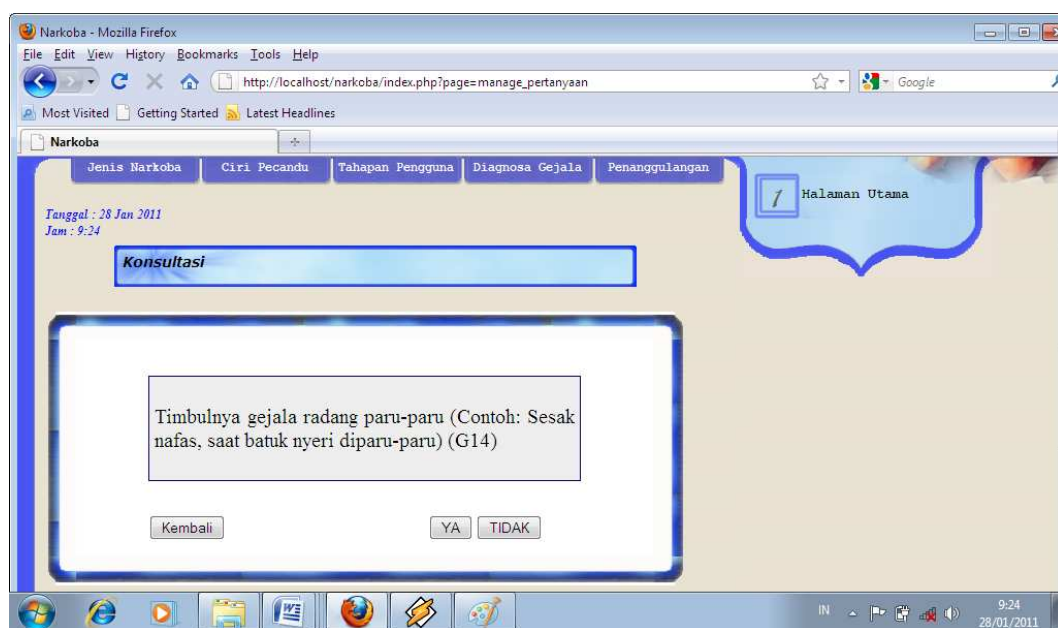 Narkoba - Mozilla Firefox
File Edit View History Bookmarks Tools Help
http://localhost/narkoba/index.php?page=manage_pertanyaan
Google
Most Visited Getting Started Latest Headlines
Narkoba
Jenis Narkoba Ciri Pecandu Tahapan Pengguna Diagnosa Gejala Penanggulangan
1 Halaman Utama
Tanggal : 28 Jan 2011
Jam : 9:24
Konsultasi
Timbulnya gejala radang paru-paru (Contoh: Sesak
nafas, saat batuk nyeri diparu-paru) (G14)
Kembali YA TIDAK
IN 9:24
28/01/2011